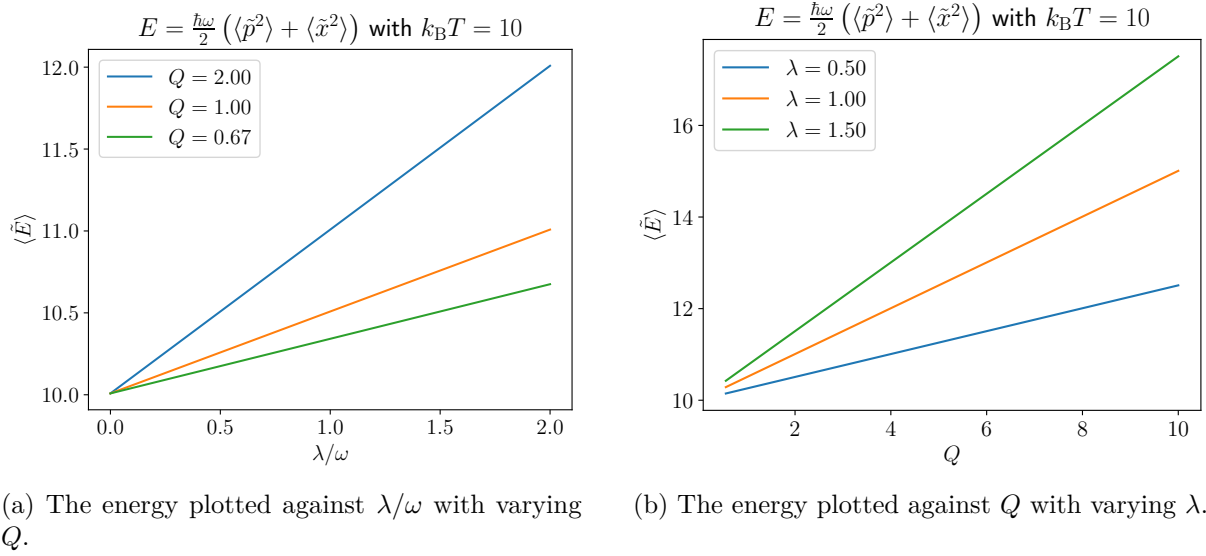 E = ħω/2 (⟨p̃²⟩ + ⟨x̃²⟩) with k_B T = 10
Q = 2.00
Q = 1.00
Q = 0.67
12.0
11.5
11.0
10.5
10.0
⟨Ẽ⟩
0.0 0.5 1.0 1.5 2.0
λ/ω
(a) The energy plotted against λ/ω with varying
Q.
E = ħω/2 (⟨p̃²⟩ + ⟨x̃²⟩) with k_B T = 10
λ = 0.50
λ = 1.00
λ = 1.50
16
14
12
10
⟨Ẽ⟩
2 4 6 8 10
Q
(b) The energy plotted against Q with varying λ.